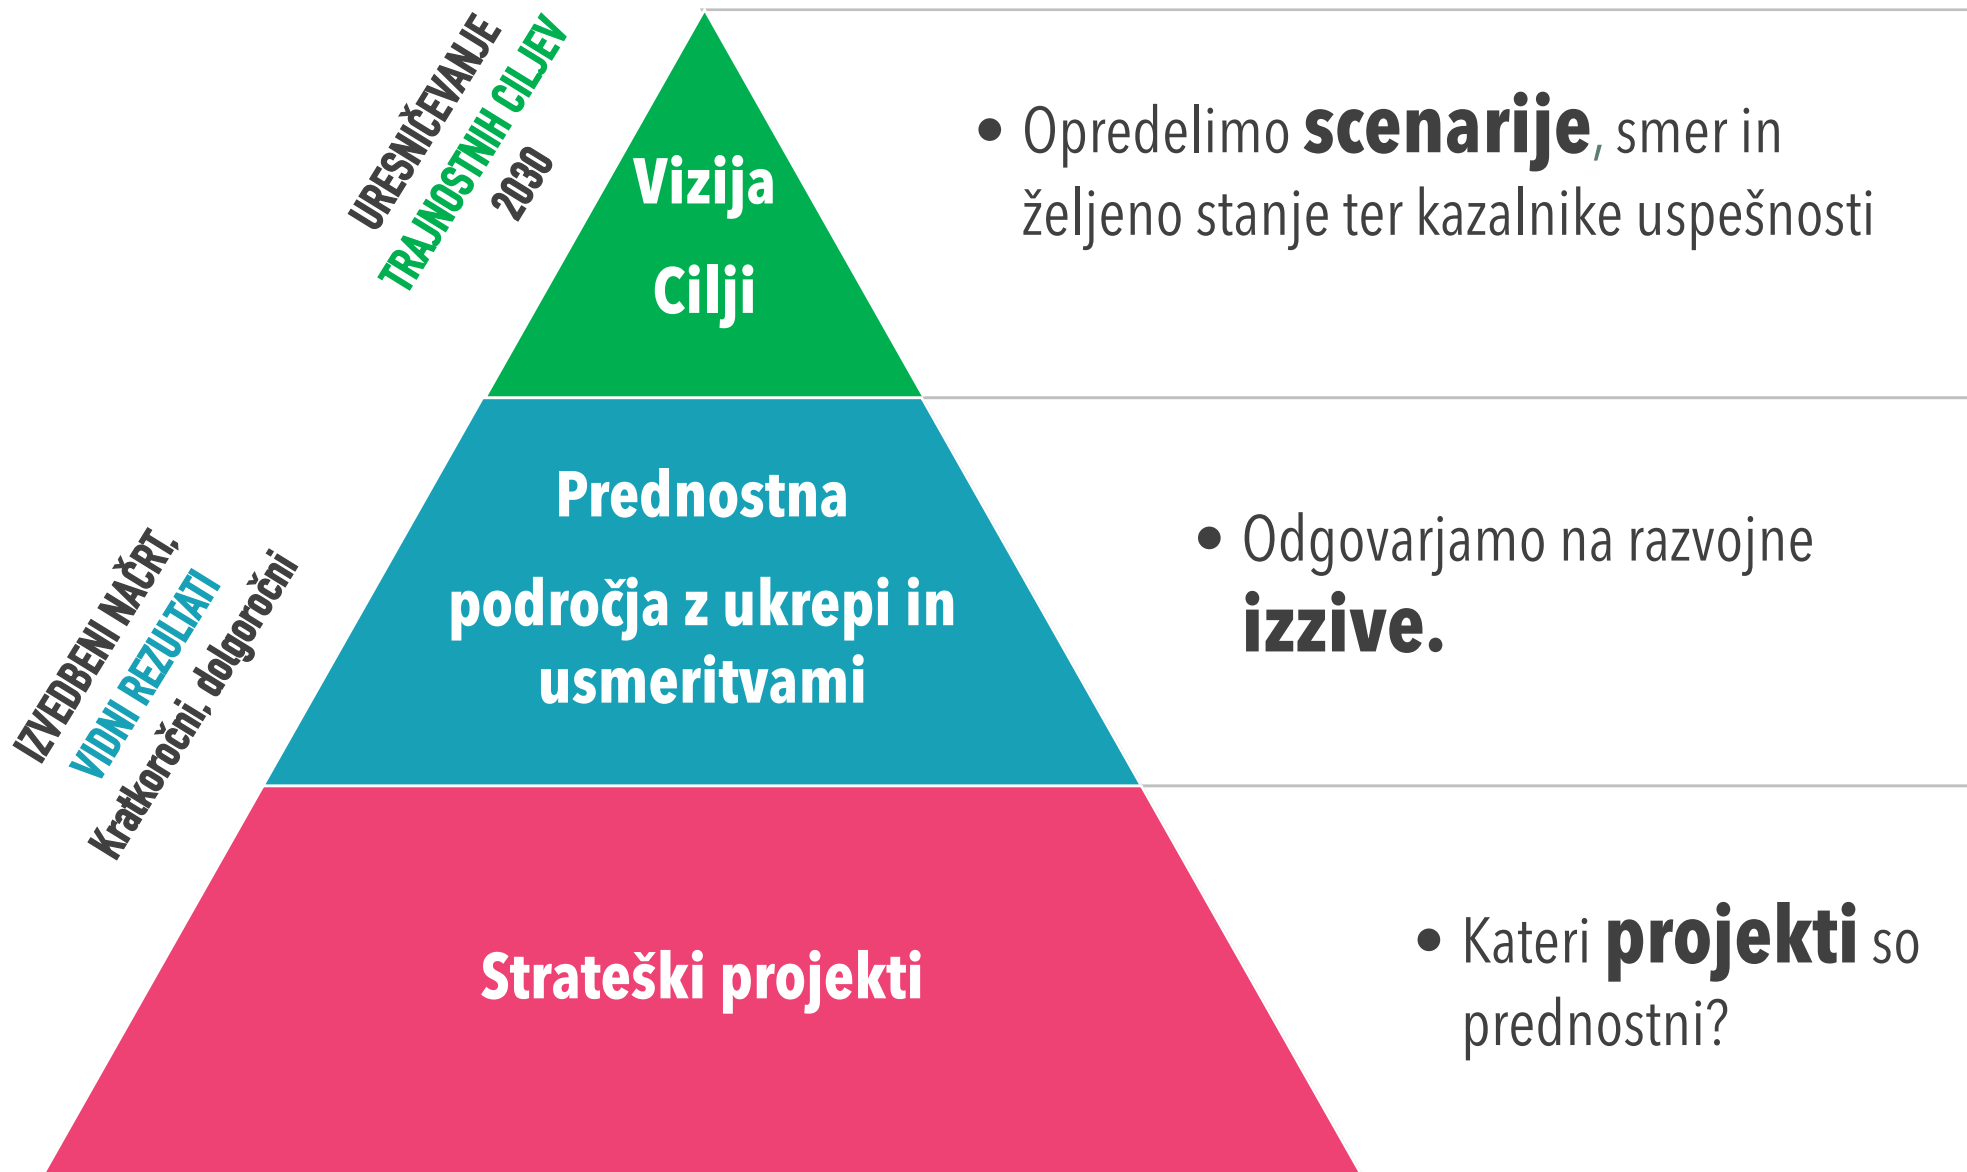 URESNIČEVANJE
TRAJNOSTNIH CILJEV
2030
Vizija
Cilji
• Opredelimo scenarije, smer in
željeno stanje ter kazalnike uspešnosti
IZVEDBENI NAČRT,
VIDNI REZULTATI
Kratkoročni, dolgoročni
Prednostna
področja z ukrepi in
usmeritvami
• Odgovarjamo na razvojne
izzive.
Strateški projekti
• Kateri projekti so
prednostni?